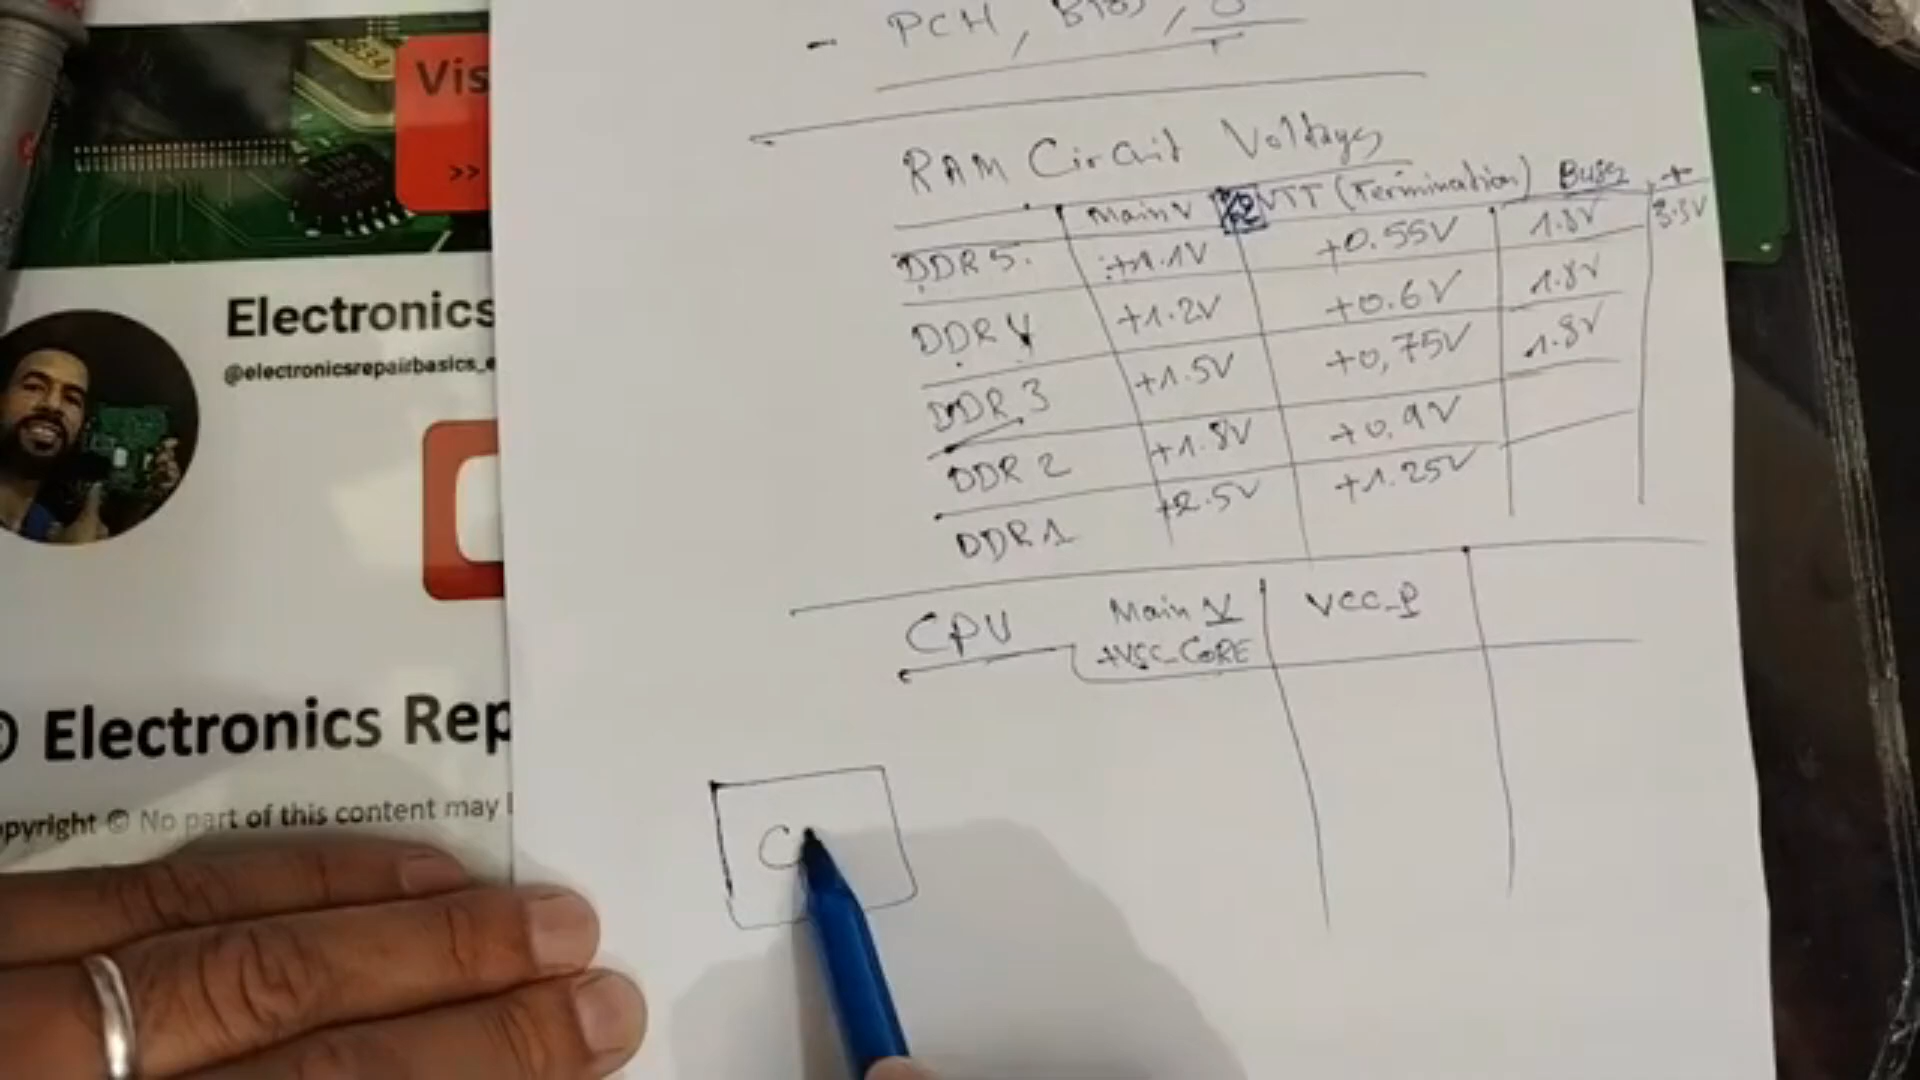 - PCH, Bios,
RAM Circuit Voltages
Main V VTT (Termination) Buses +
DDR5. +1.1V +0.55V 1.8V 3.3V
DDR4 +1.2V +0.6V 1.8V
DDR3 +1.5V +0,75V 1.8V
DDR2 +1.8V +0.9V
DDR1 +2.5V +1.25V
CPU Main V VCC_P
+VCC_CORE
C
Vis
>>
Electronics
@electronicsrepairbasics_e
Electronics Rep
pyright © No part of this content may